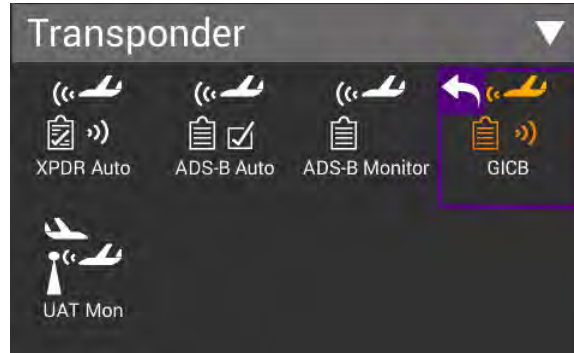 Transponder
XPDR Auto
ADS-B Auto
ADS-B Monitor
GICB
UAT Mon